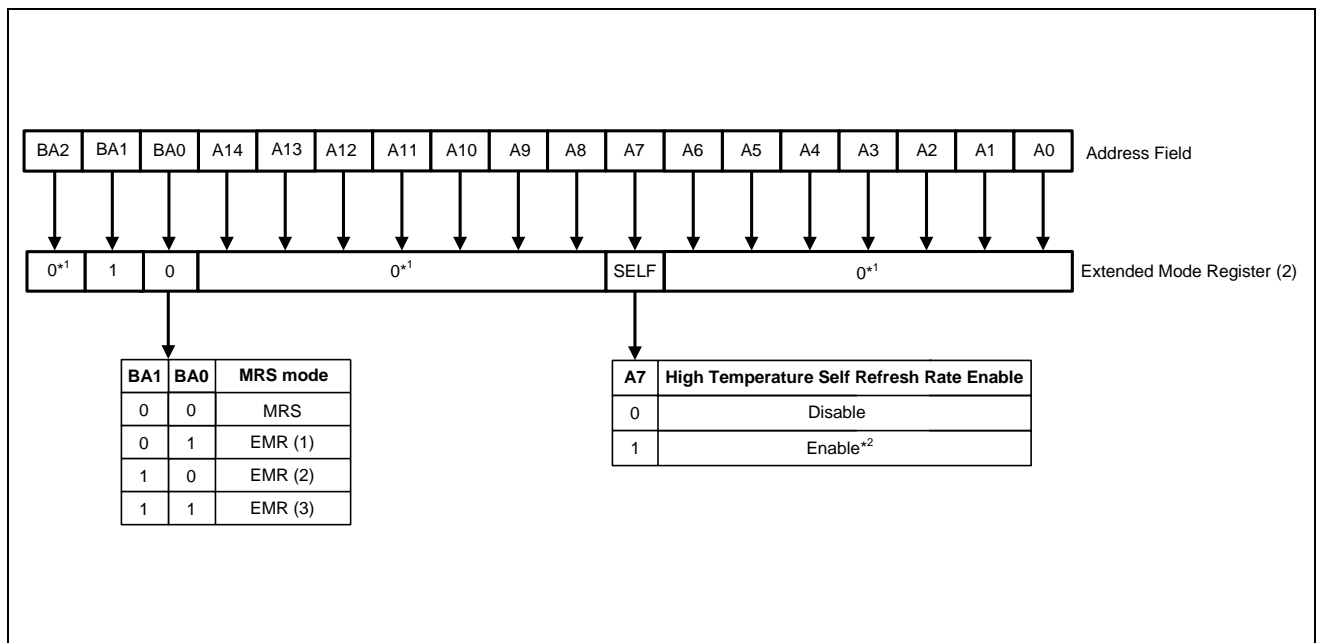 BA2 BA1 BA0 A14 A13 A12 A11 A10 A9 A8 A7 A6 A5 A4 A3 A2 A1 A0 Address Field
0*1 1 0 0*1 SELF 0*1 Extended Mode Register (2)
BA1 BA0 MRS mode
0 0 MRS
0 1 EMR (1)
1 0 EMR (2)
1 1 EMR (3)
A7 High Temperature Self Refresh Rate Enable
0 Disable
1 Enable*2